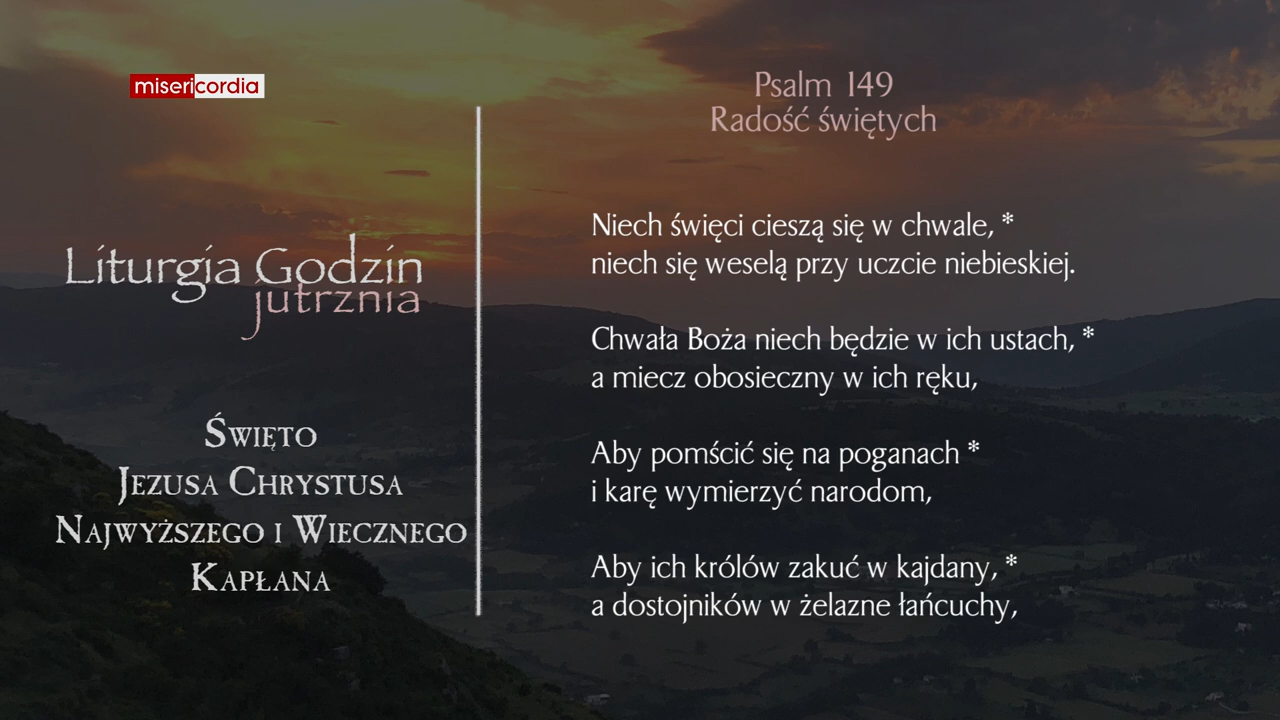 misericordia
Liturgia Godzin
jutrznia
Święto
Jezusa Chrystusa
Najwyższego i Wiecznego
Kapłana
Psalm 149
Radość świętych
Niech święci cieszą się w chwale, *
niech się weselą przy uczcie niebieskiej.
Chwała Boża niech będzie w ich ustach, *
a miecz obosieczny w ich ręku,
Aby pomścić się na poganach *
i karę wymierzyć narodom,
Aby ich królów zakuć w kajdany, *
a dostojników w żelazne łańcuchy,